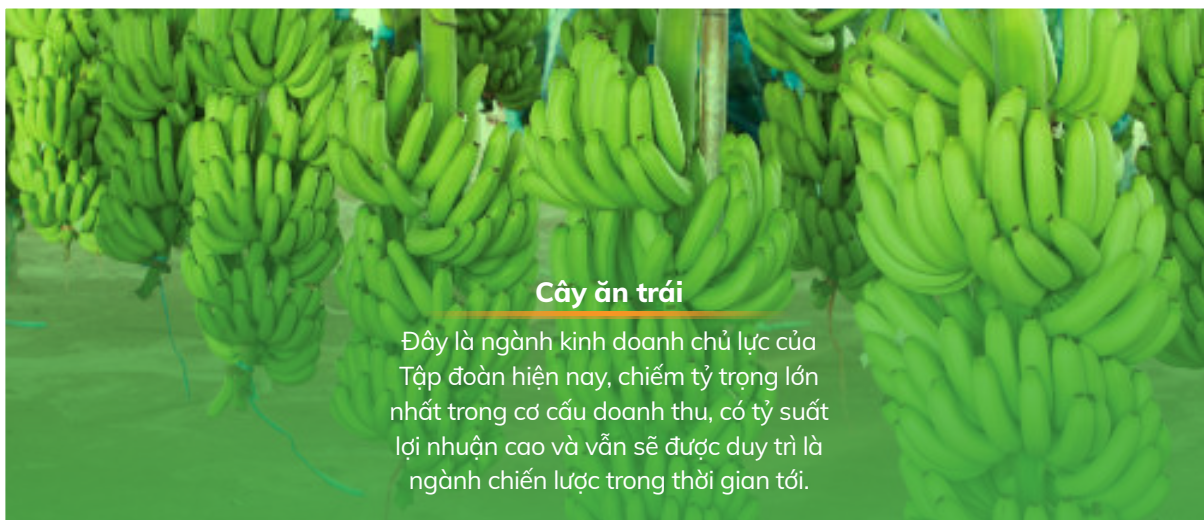 Cây ăn trái
Đây là ngành kinh doanh chủ lực của
Tập đoàn hiện nay, chiếm tỷ trọng lớn
nhất trong cơ cấu doanh thu, có tỷ suất
lợi nhuận cao và vẫn sẽ được duy trì là
ngành chiến lược trong thời gian tới.